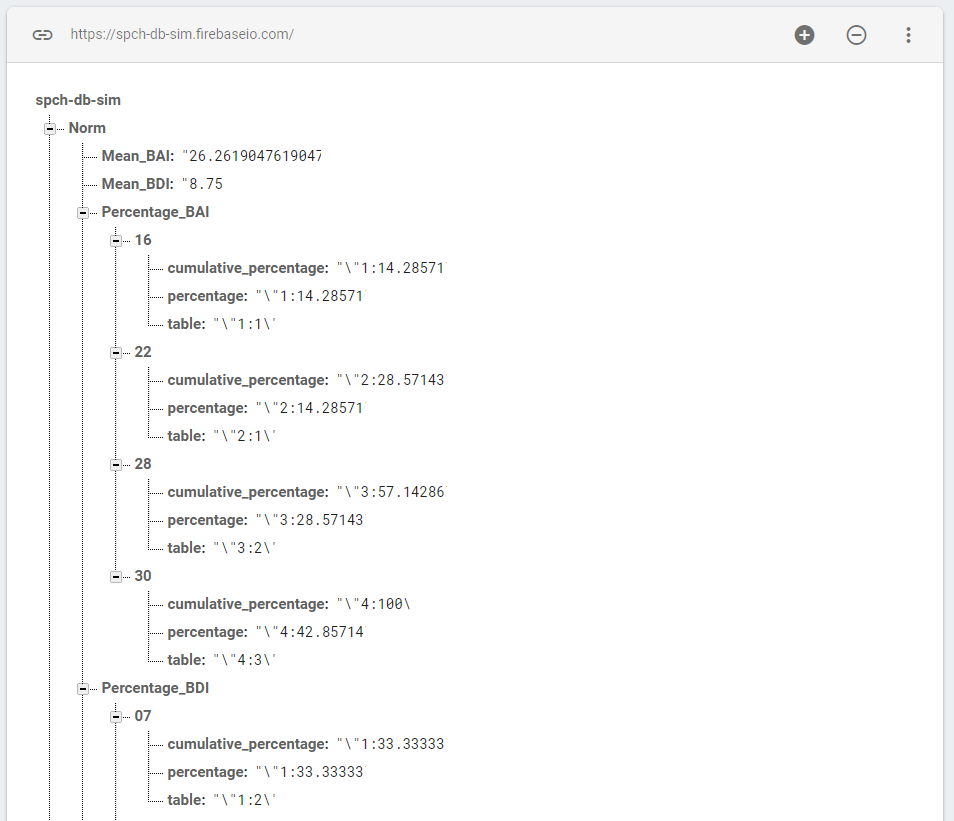 https://spch-db-sim.firebaseio.com/
spch-db-sim
Norm
Mean_BAI: "26.2619047619047
Mean_BDI: "8.75
Percentage_BAI
16
cumulative_percentage: "\"1:14.28571'
percentage: "\"1:14.28571'
table: "\"1:1\'
22
cumulative_percentage: "\"2:28.57143'
percentage: "\"2:14.28571'
table: "\"2:1\'
28
cumulative_percentage: "\"3:57.14286'
percentage: "\"3:28.57143'
table: "\"3:2\'
30
cumulative_percentage: "\"4:100\
percentage: "\"4:42.85714'
table: "\"4:3\'
Percentage_BDI
07
cumulative_percentage: "\"1:33.33333'
percentage: "\"1:33.33333'
table: "\"1:2\'